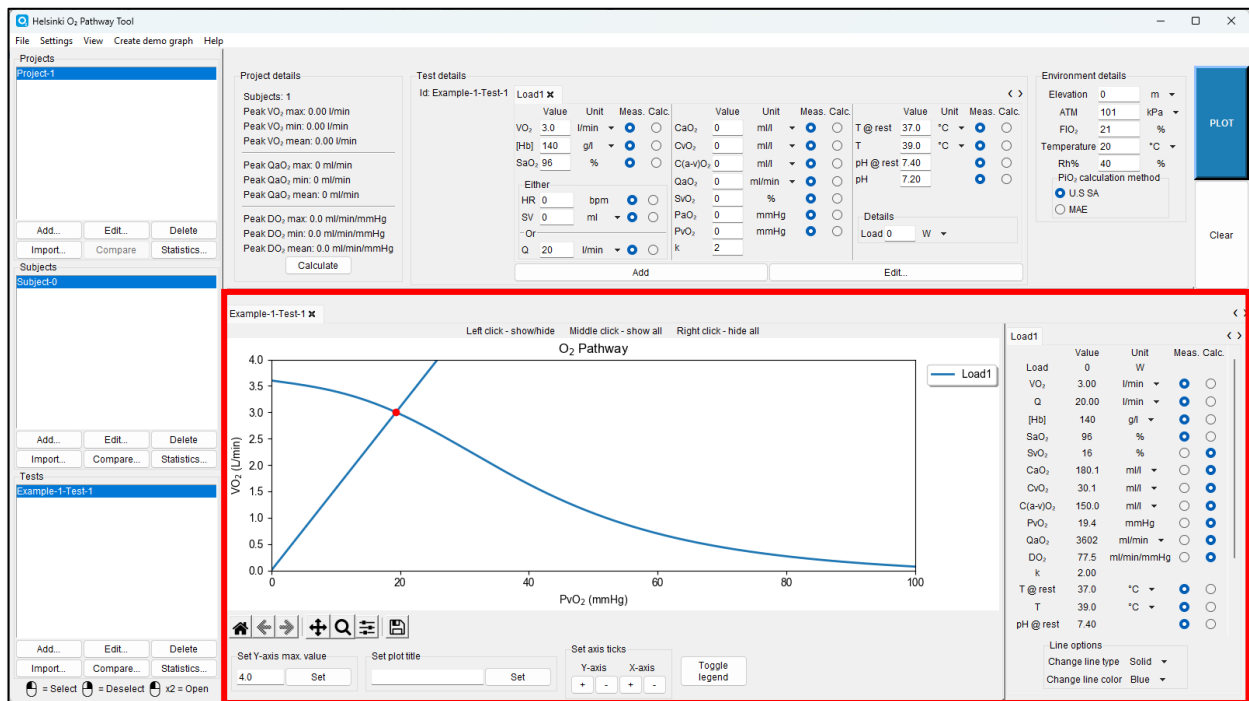 Helsinki O₂ Pathway Tool
File Settings View Create demo graph Help
Projects
Project-1
Add... Edit... Delete
Import... Compare Statistics...
Subjects
Subject-0
Add... Edit... Delete
Import... Compare... Statistics...
Tests
Example-1-Test-1
Add... Edit... Delete
Import... Compare... Statistics...
= Select = Deselect x2 = Open
Project details
Subjects: 1
Peak VO₂ max: 0.00 l/min
Peak VO₂ min: 0.00 l/min
Peak VO₂ mean: 0.00 l/min
Peak QaO₂ max: 0 ml/min
Peak QaO₂ min: 0 ml/min
Peak QaO₂ mean: 0 ml/min
Peak DO₂ max: 0.0 ml/min/mmHg
Peak DO₂ min: 0.0 ml/min/mmHg
Peak DO₂ mean: 0.0 ml/min/mmHg
Calculate
Test details
Id: Example-1-Test-1
Load1 ✖
< >
Value Unit Meas. Calc.
VO₂ 3.0 l/min
[Hb] 140 g/l
SaO₂ 96 %
Either
HR 0 bpm
SV 0 ml
Or
Q 20 l/min
Value Unit Meas. Calc.
CaO₂ 0 ml/l
CvO₂ 0 ml/l
C(a-v)O₂ 0 ml/l
QaO₂ 0 ml/min
SvO₂ 0 %
PaO₂ 0 mmHg
PvO₂ 0 mmHg
k 2
Value Unit Meas. Calc.
T @ rest 37.0 °C
T 39.0 °C
pH @ rest 7.40
pH 7.20
Details
Load 0 W
Add Edit...
Environment details
Elevation 0 m
ATM 101 kPa
FIO₂ 21 %
Temperature 20 °C
Rh% 40 %
PiO₂ calculation method
U.S SA
MAE
PLOT
Clear
Example-1-Test-1 ✖
< >
Left click - show/hide Middle click - show all Right click - hide all
O₂ Pathway
VO₂ (L/min)
4.0
3.5
3.0
2.5
2.0
1.5
1.0
0.5
0.0
0 20 40 60 80 100
PvO₂ (mmHg)
Load1
Set Y-axis max. value
4.0 Set
Set plot title
Set
Set axis ticks
Y-axis X-axis
+ - + -
Toggle
legend
Load1
< >
Value Unit Meas. Calc.
Load 0 W
VO₂ 3.00 l/min
Q 20.00 l/min
[Hb] 140 g/l
SaO₂ 96 %
SvO₂ 16 %
CaO₂ 180.1 ml/l
CvO₂ 30.1 ml/l
C(a-v)O₂ 150.0 ml/l
PvO₂ 19.4 mmHg
QaO₂ 3602 ml/min
DO₂ 77.5 ml/min/mmHg
k 2.00
T @ rest 37.0 °C
T 39.0 °C
pH @ rest 7.40
Line options
Change line type Solid
Change line color Blue